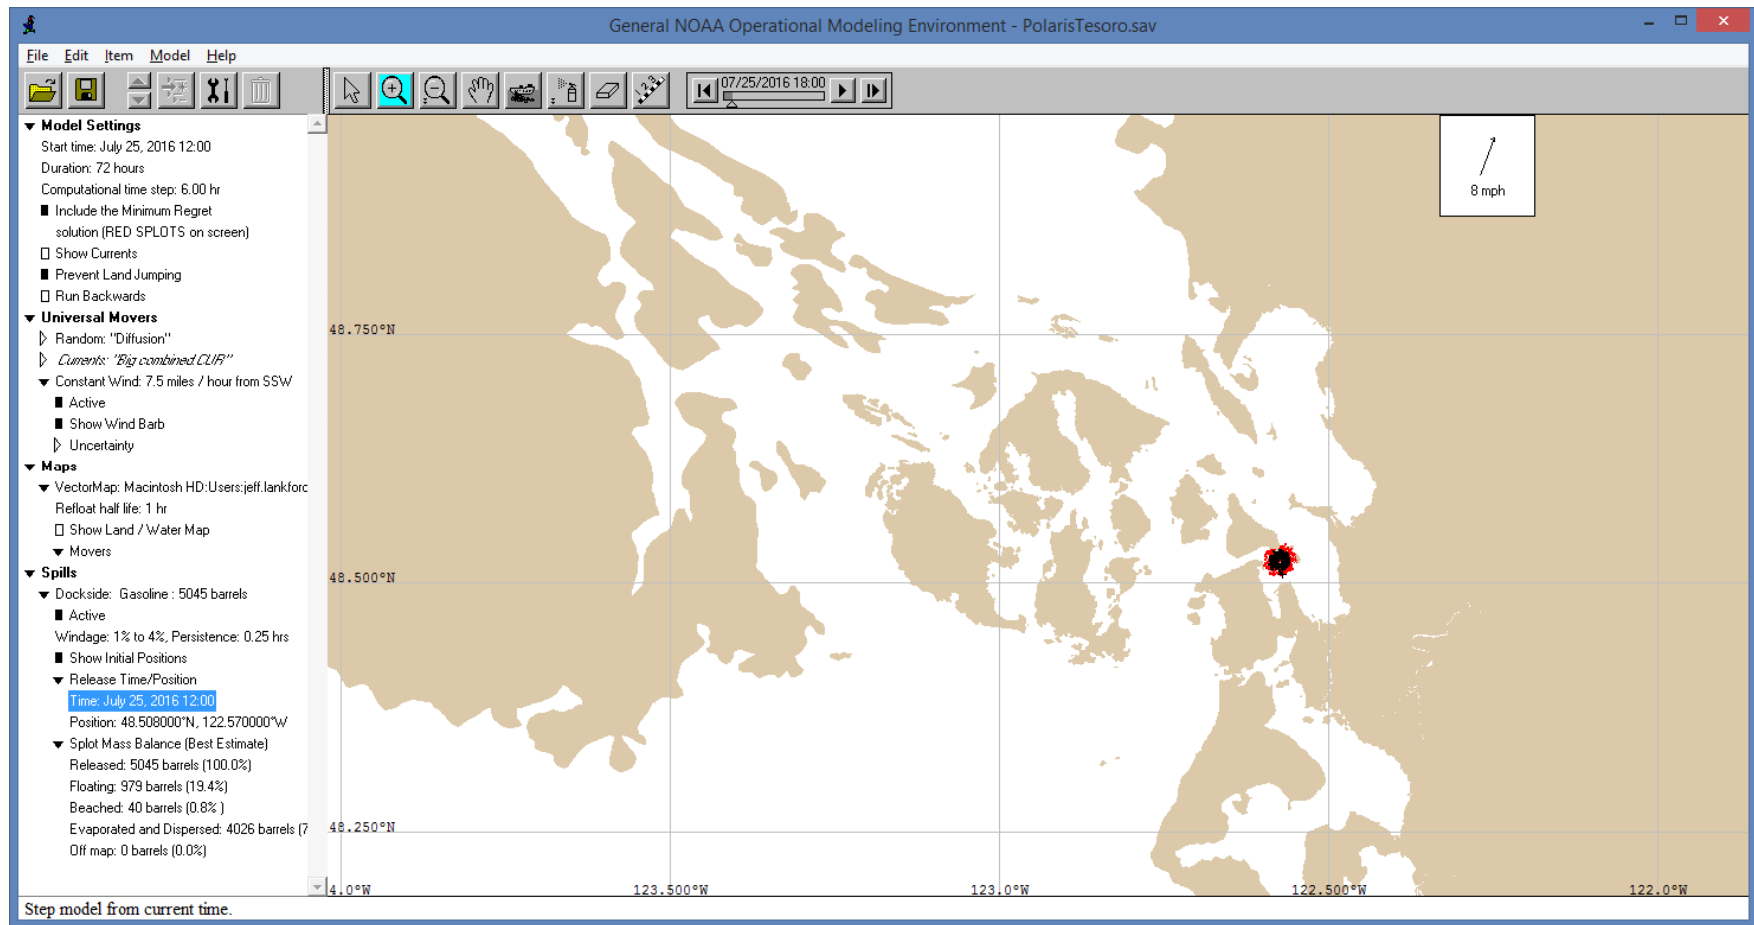 General NOAA Operational Modeling Environment - PolarisTesoro.sav
File Edit Item Model Help
07/25/2016 18:00
Model Settings
Start time: July 25, 2016 12:00
Duration: 72 hours
Computational time step: 6.00 hr
Include the Minimum Regret
solution (RED SPLOTS on screen)
Show Currents
Prevent Land Jumping
Run Backwards
Universal Movers
Random: "Diffusion"
Currents: "Big combined.CUR"
Constant Wind: 7.5 miles / hour from SSW
Active
Show Wind Barb
Uncertainty
Maps
VectorMap: Macintosh HD:Users:jeff.lankforc
Refloat half life: 1 hr
Show Land / Water Map
Movers
Spills
Dockside: Gasoline : 5045 barrels
Active
Windage: 1% to 4%, Persistence: 0.25 hrs
Show Initial Positions
Release Time/Position
Time: July 25, 2016 12:00
Position: 48.508000°N, 122.570000°W
Splot Mass Balance (Best Estimate)
Released: 5045 barrels (100.0%)
Floating: 979 barrels (19.4%)
Beached: 40 barrels (0.8% )
Evaporated and Dispersed: 4026 barrels (7
Off map: 0 barrels (0.0%)
8 mph
48.750°N
48.500°N
48.250°N
4.0°W 123.500°W 123.0°W 122.500°W 122.0°W
Step model from current time.